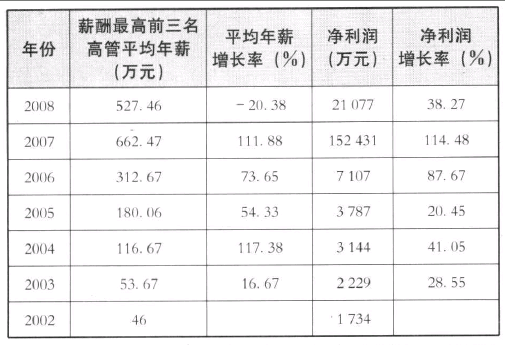 年份 薪酬最高前三名高管平均年薪(万元) 平均年薪增长率(%) 净利润(万元) 净利润增长率(%)
2008 527.46 -20.38 21 077 38.27
2007 662.47 111.88 152 431 114.48
2006 312.67 73.65 7 107 87.67
2005 180.06 54.33 3 787 20.45
2004 116.67 117.38 3 144 41.05
2003 53.67 16.67 2 229 28.55
2002 46 1 734